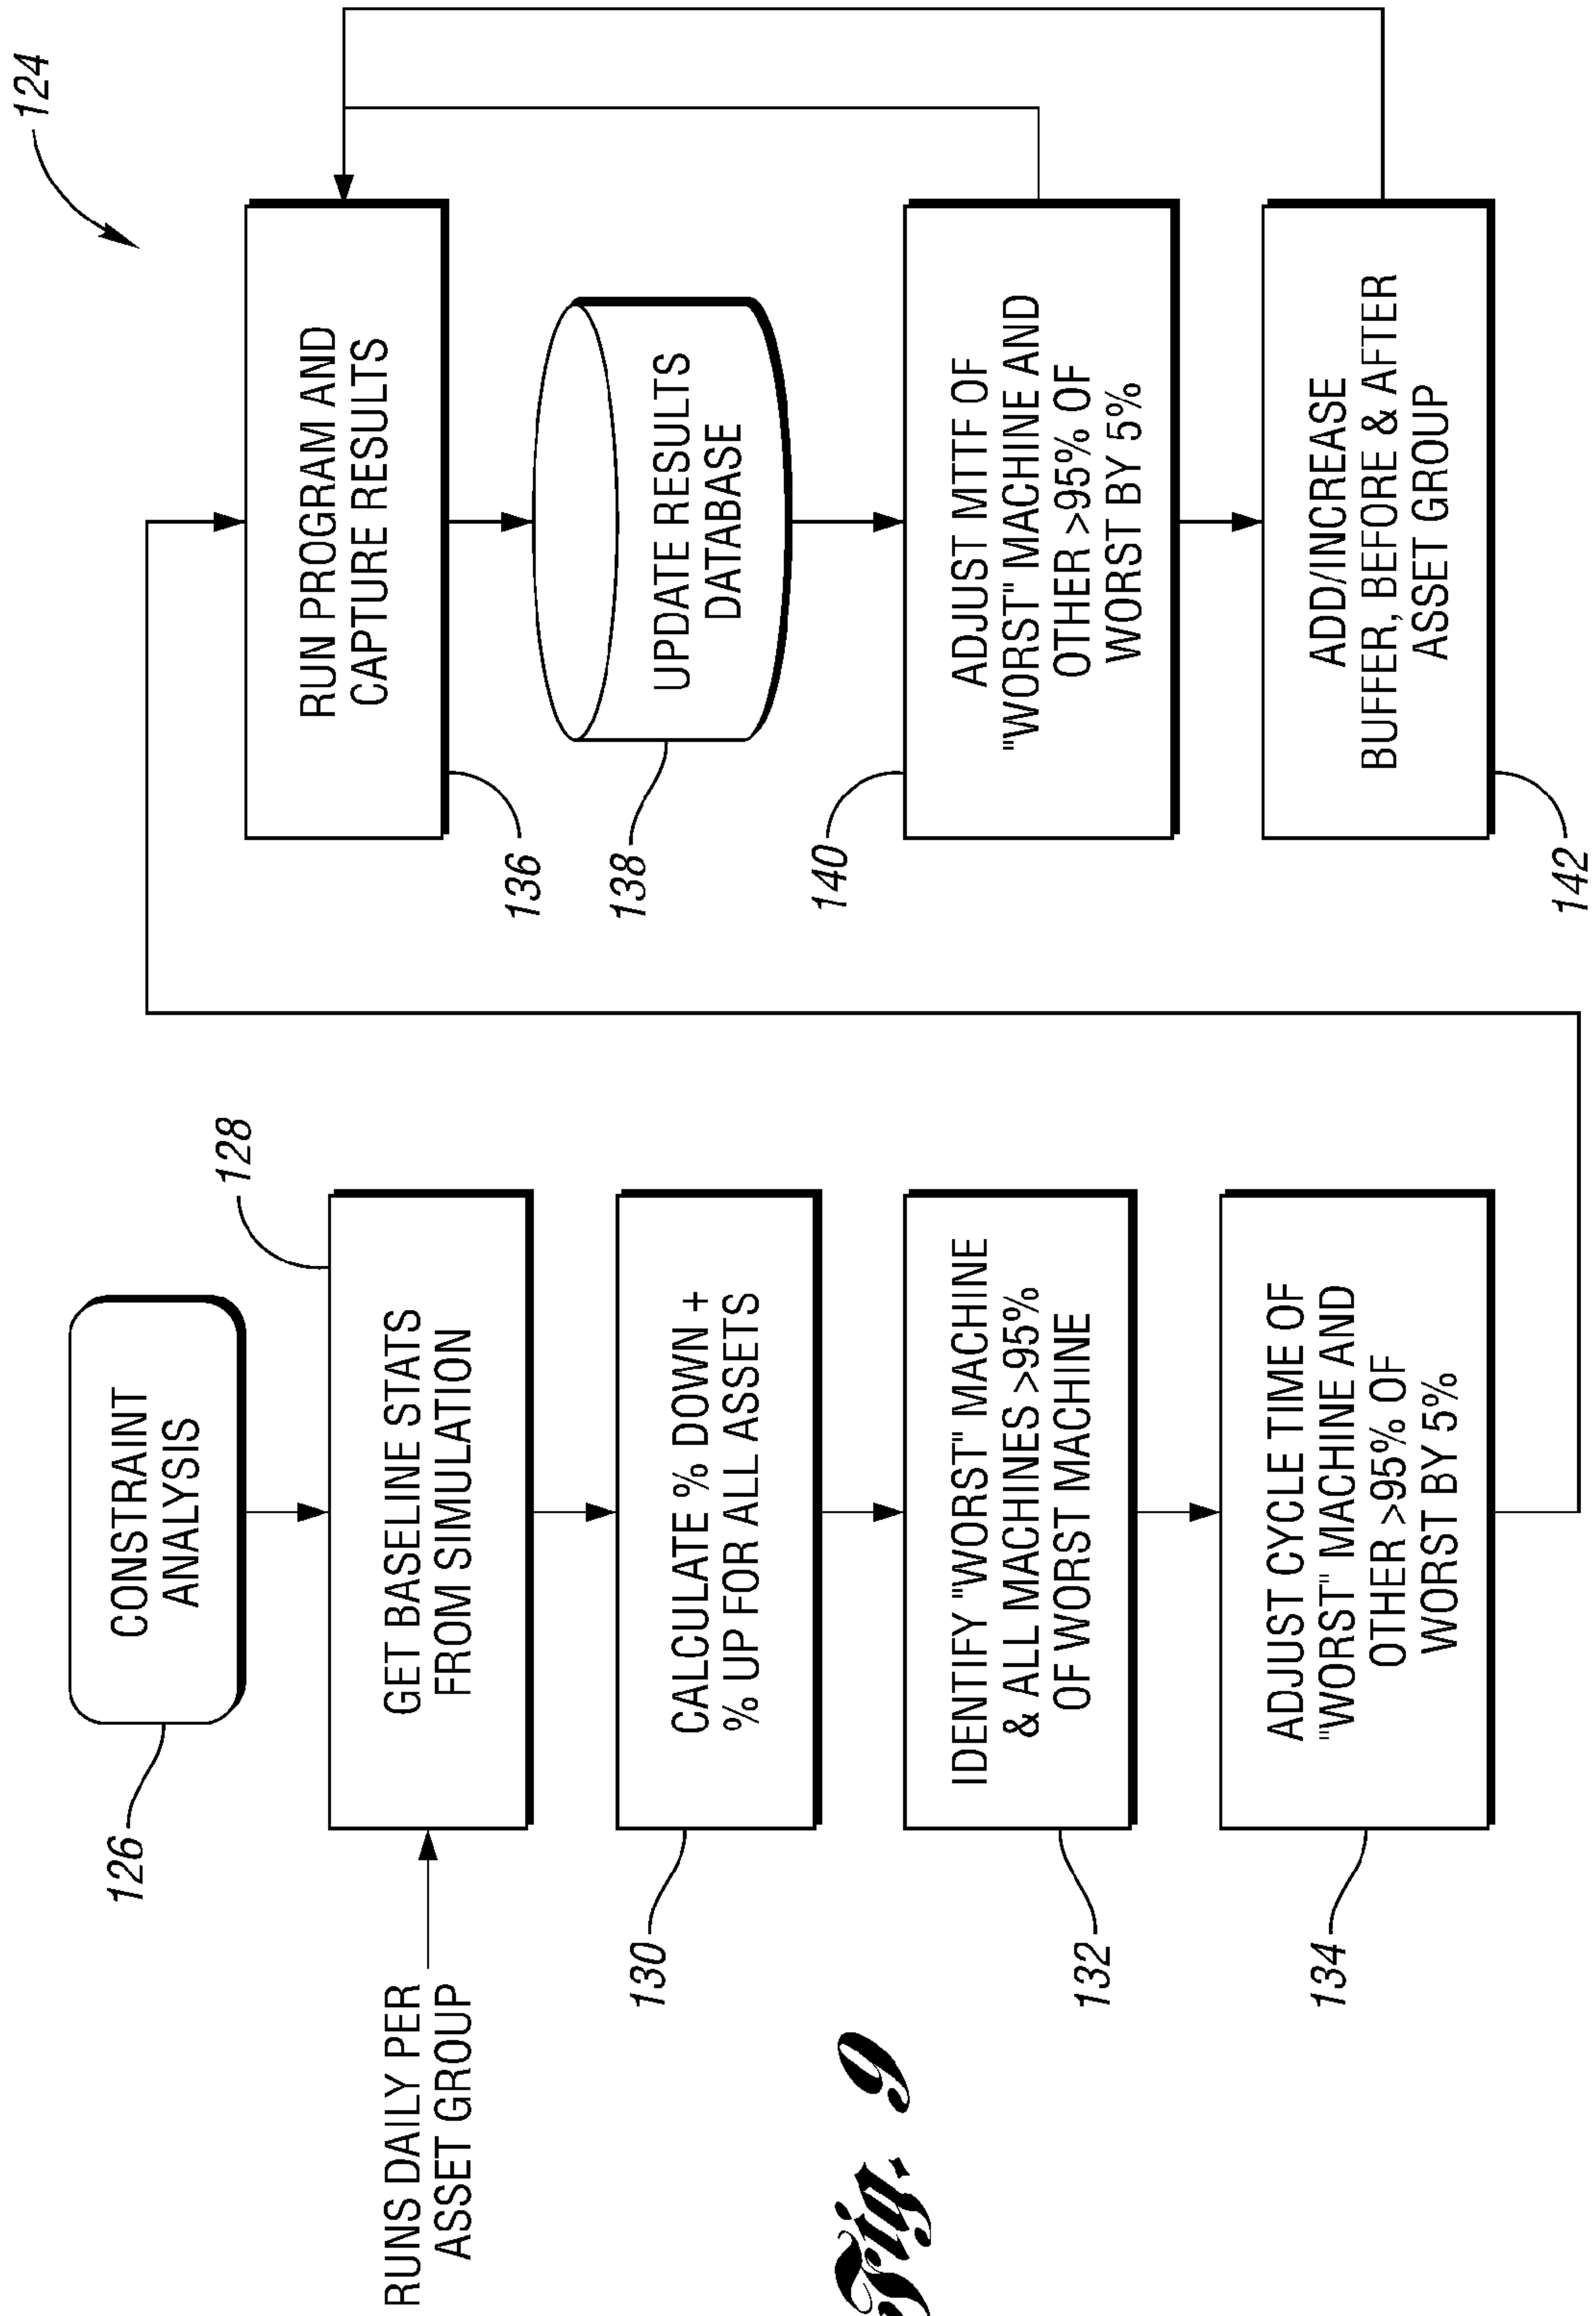 124
CONSTRAINT
ANALYSIS
126
RUNS DAILY PER
ASSET GROUP
GET BASELINE STATS
FROM SIMULATION
128
CALCULATE % DOWN +
% UP FOR ALL ASSETS
130
IDENTIFY "WORST" MACHINE
& ALL MACHINES >95%
OF WORST MACHINE
132
ADJUST CYCLE TIME OF
"WORST" MACHINE AND
OTHER >95% OF
WORST BY 5%
134
RUN PROGRAM AND
CAPTURE RESULTS
136
UPDATE RESULTS
DATABASE
138
ADJUST MTTF OF
"WORST" MACHINE AND
OTHER >95% OF
WORST BY 5%
140
ADD/INCREASE
BUFFER, BEFORE & AFTER
ASSET GROUP
142
Fig. 9